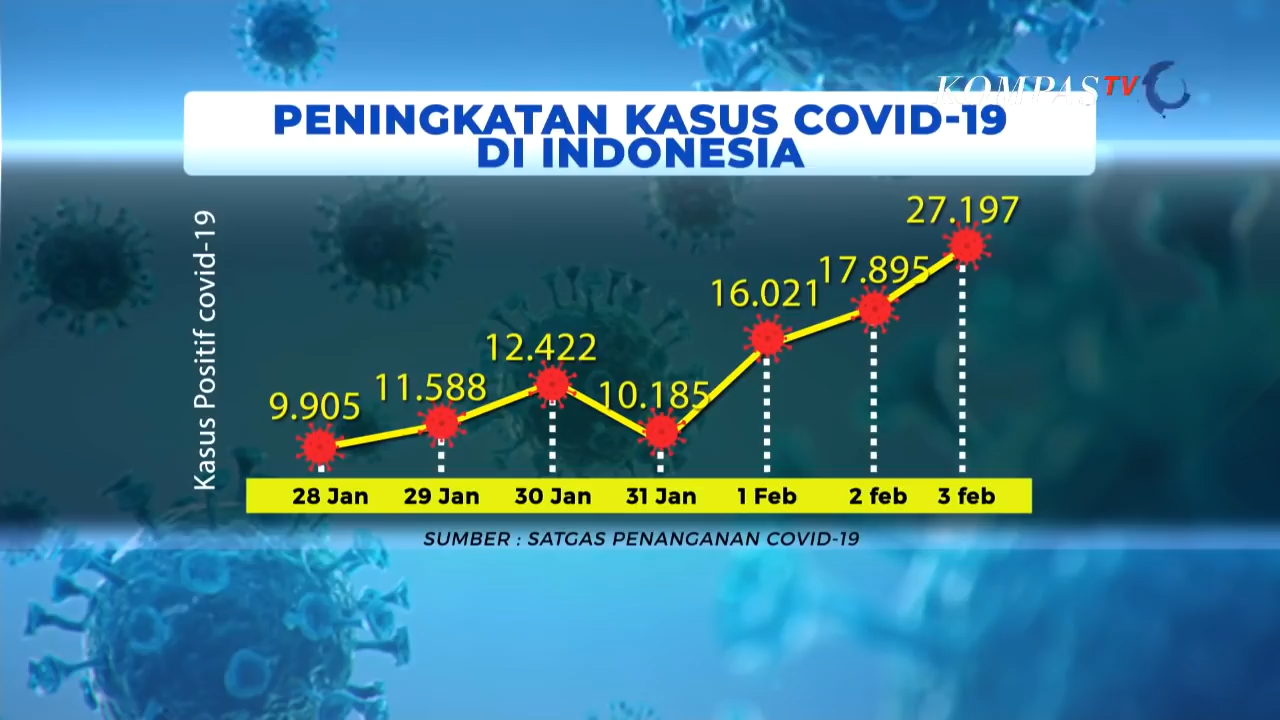 KOMPAS TV
PENINGKATAN KASUS COVID-19
DI INDONESIA
Kasus Positif covid-19
9.905
11.588
12.422
10.185
16.021
17.895
27.197
28 Jan
29 Jan
30 Jan
31 Jan
1 Feb
2 feb
3 feb
SUMBER : SATGAS PENANGANAN COVID-19